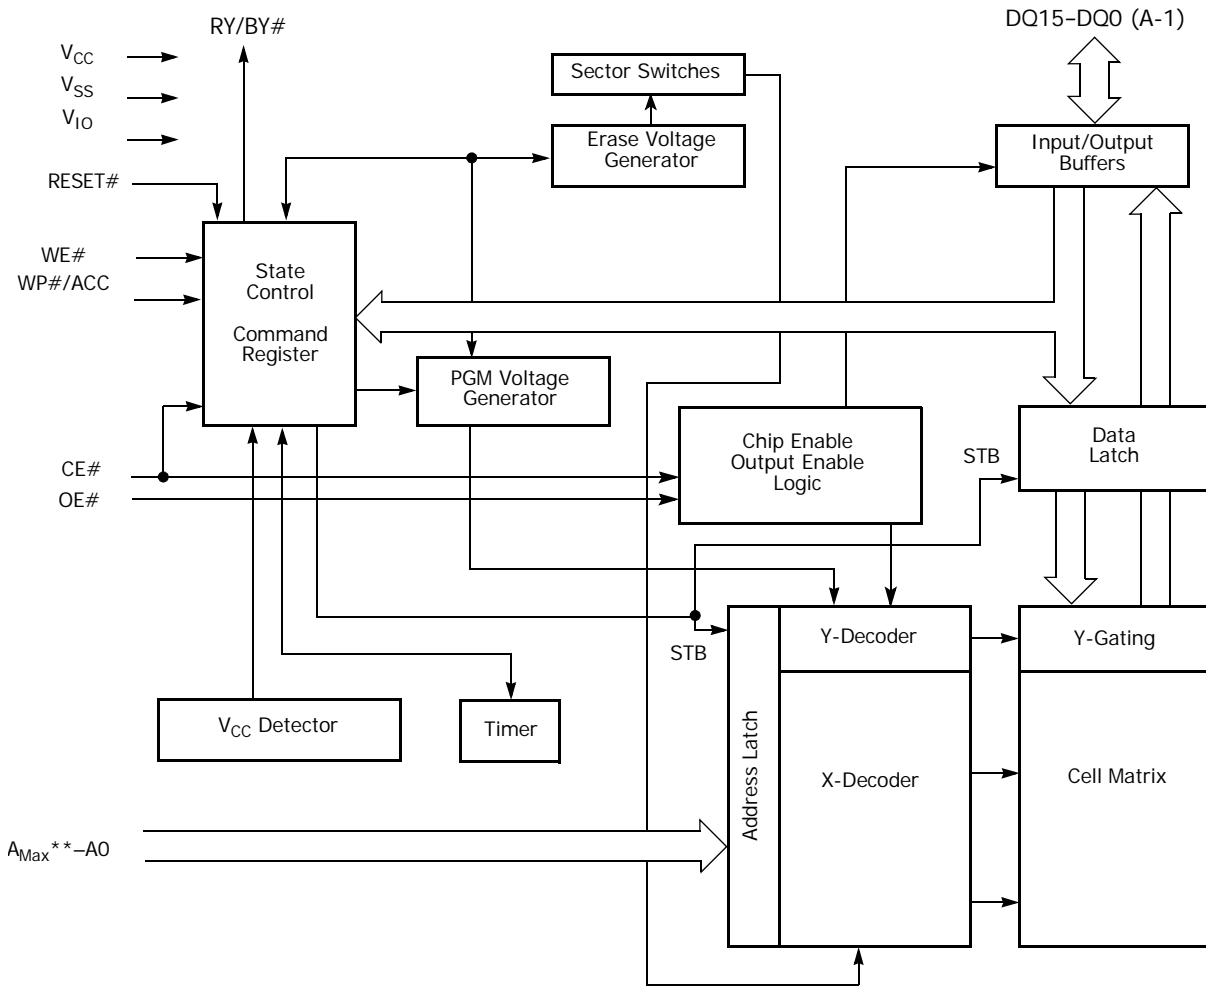 RY/BY#
DQ15–DQ0 (A-1)
VCC
VSS
VIO
RESET#
WE#
WP#/ACC
CE#
OE#
AMax**–A0
Sector Switches
Erase Voltage
Generator
Input/Output
Buffers
State
Control
Command
Register
PGM Voltage
Generator
Chip Enable
Output Enable
Logic
STB
Data
Latch
STB
Y-Decoder
Y-Gating
VCC Detector
Timer
Address Latch
X-Decoder
Cell Matrix